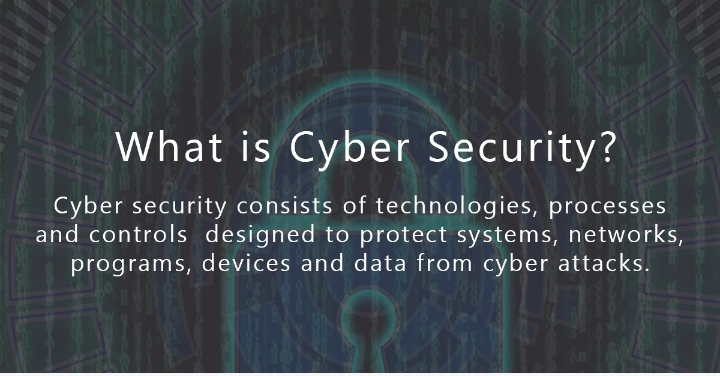 What is Cyber Security?
Cyber security consists of technologies, processes
and controls  designed to protect systems, networks,
programs, devices and data from cyber attacks.